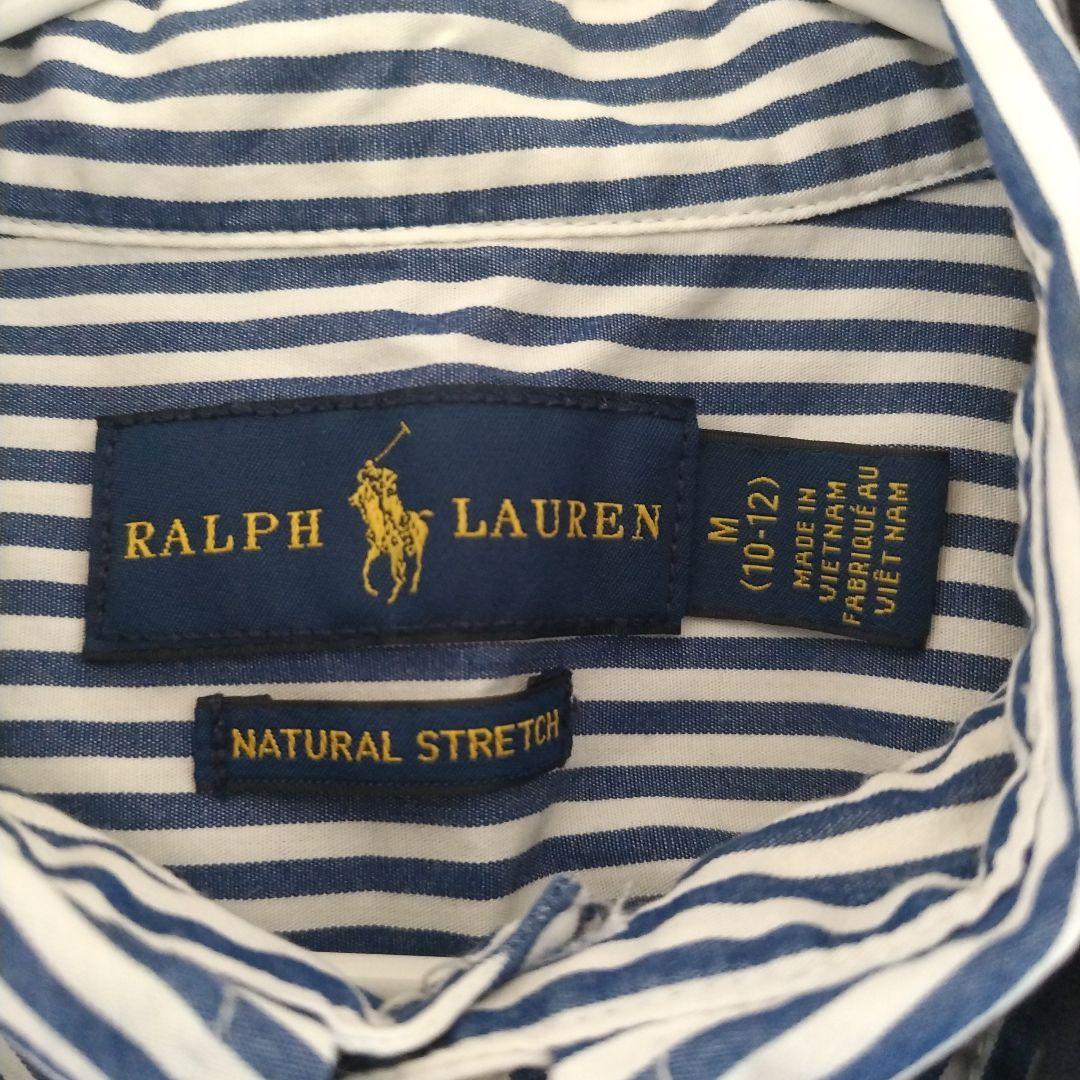 RALPH LAUREN
M
(10-12)
MADE IN
VIETNAM
FABRIQUÉ AU
VIÊT NAM
NATURAL STRETCH